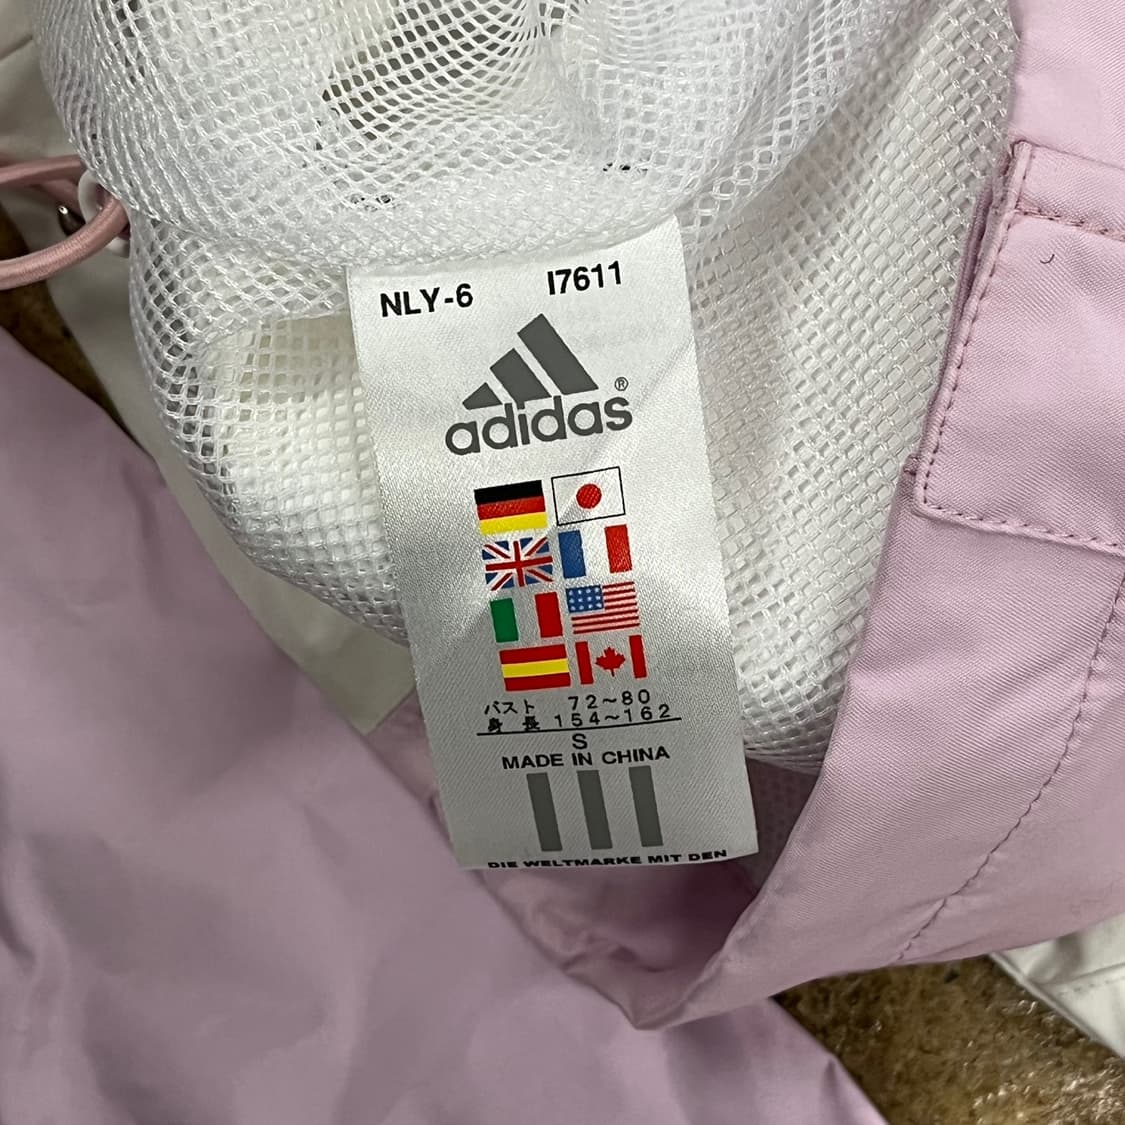 NLY-6 I7611
adidas®
バスト 72～80
身長 154～162
S
MADE IN CHINA
DIE WELTMARKE MIT DEN